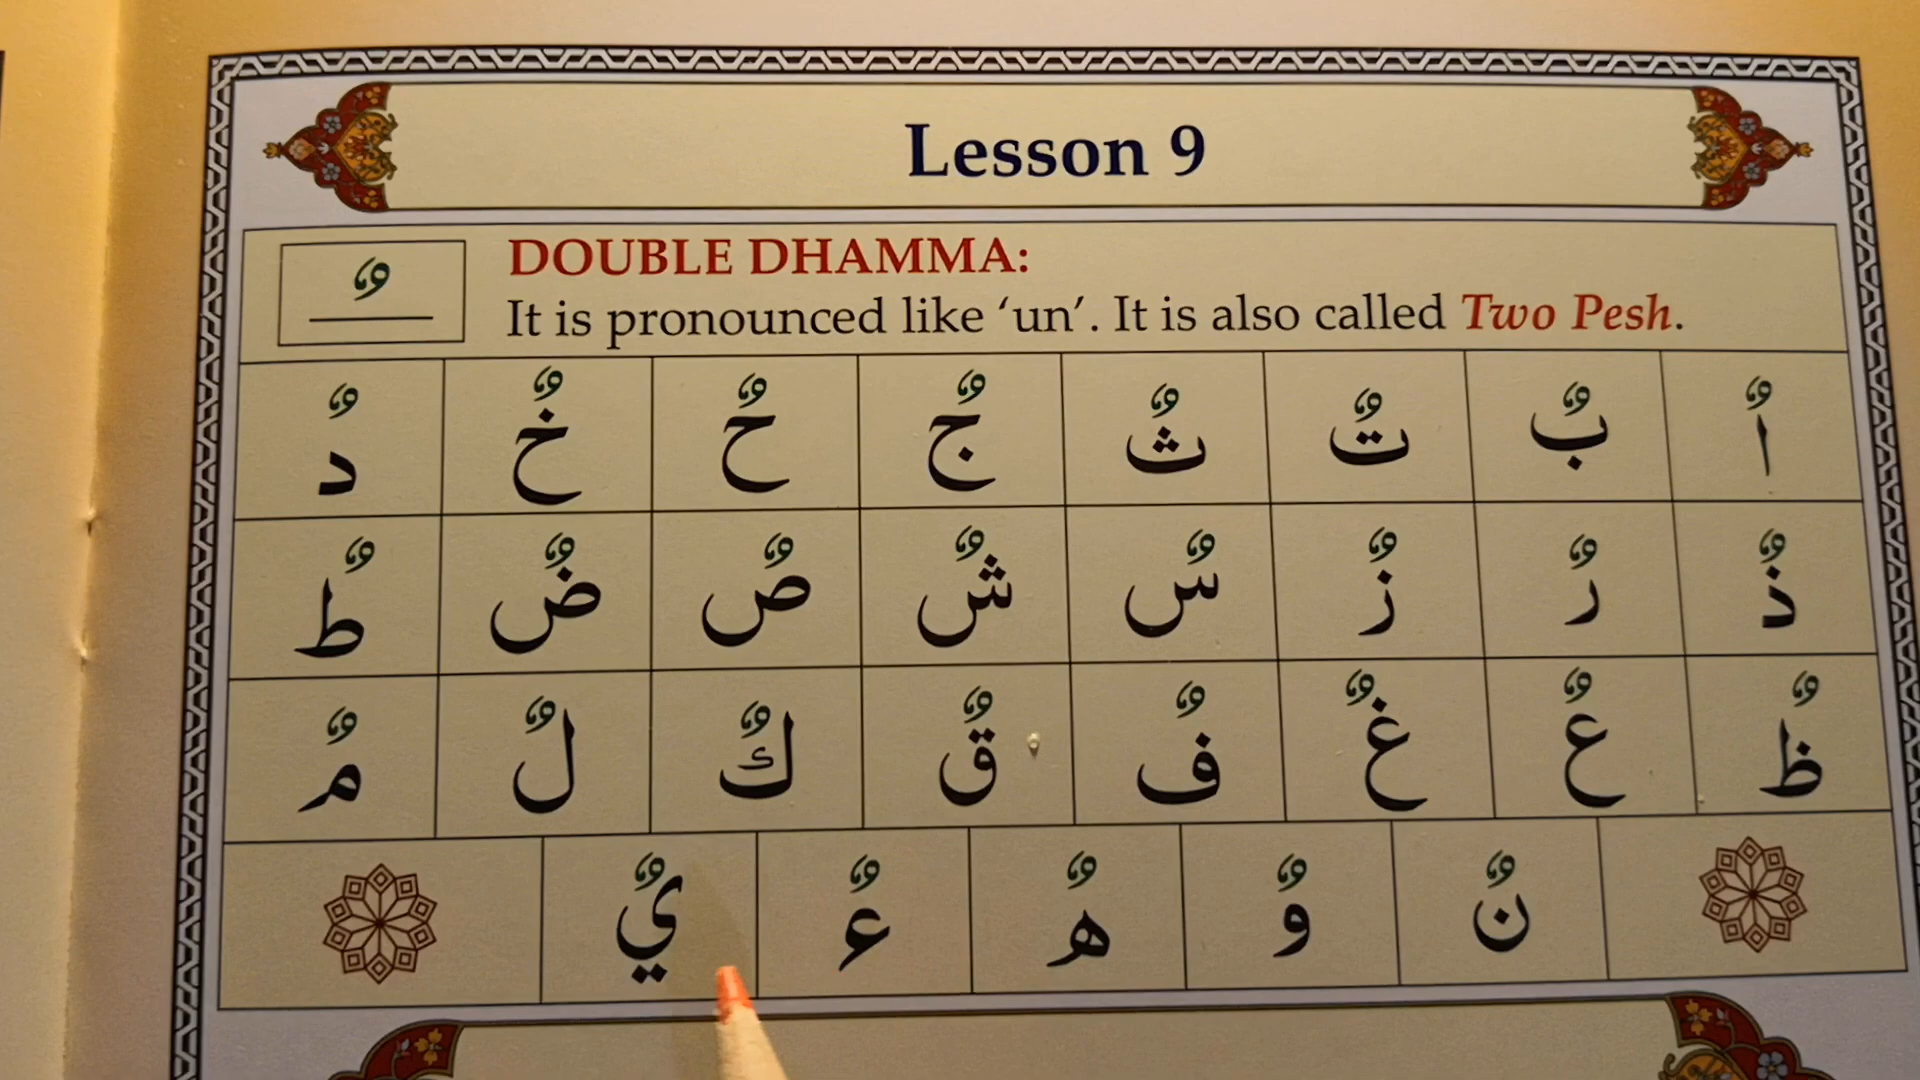 Lesson 9
ٌ
DOUBLE DHAMMA:
It is pronounced like ‘un’. It is also called Two Pesh.
اٌ بٌ تٌ ثٌ جٌ حٌ خٌ دٌ
ذٌ رٌ زٌ سٌ شٌ صٌ ضٌ طٌ
ظٌ عٌ غٌ فٌ قٌ كٌ لٌ مٌ
نٌ وٌ هٌ ءٌ يٌ